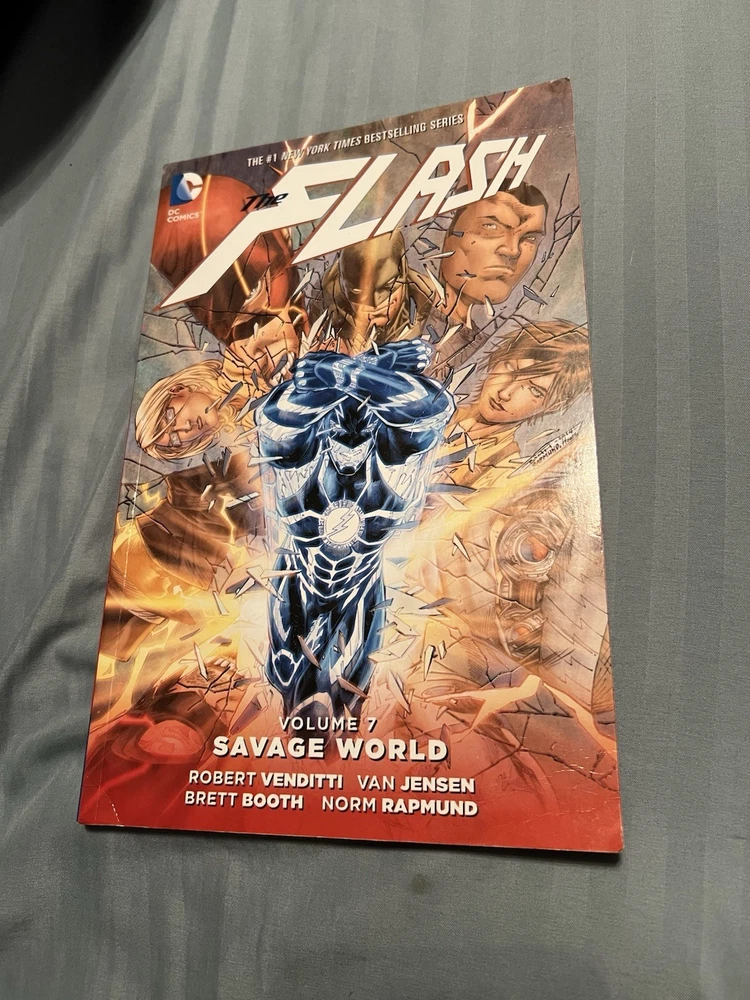 THE #1 NEW YORK TIMES BESTSELLING SERIES
DC COMICS™
The FLASH
VOLUME 7
SAVAGE WORLD
ROBERT VENDITTI VAN JENSEN
BRETT BOOTH NORM RAPMUND